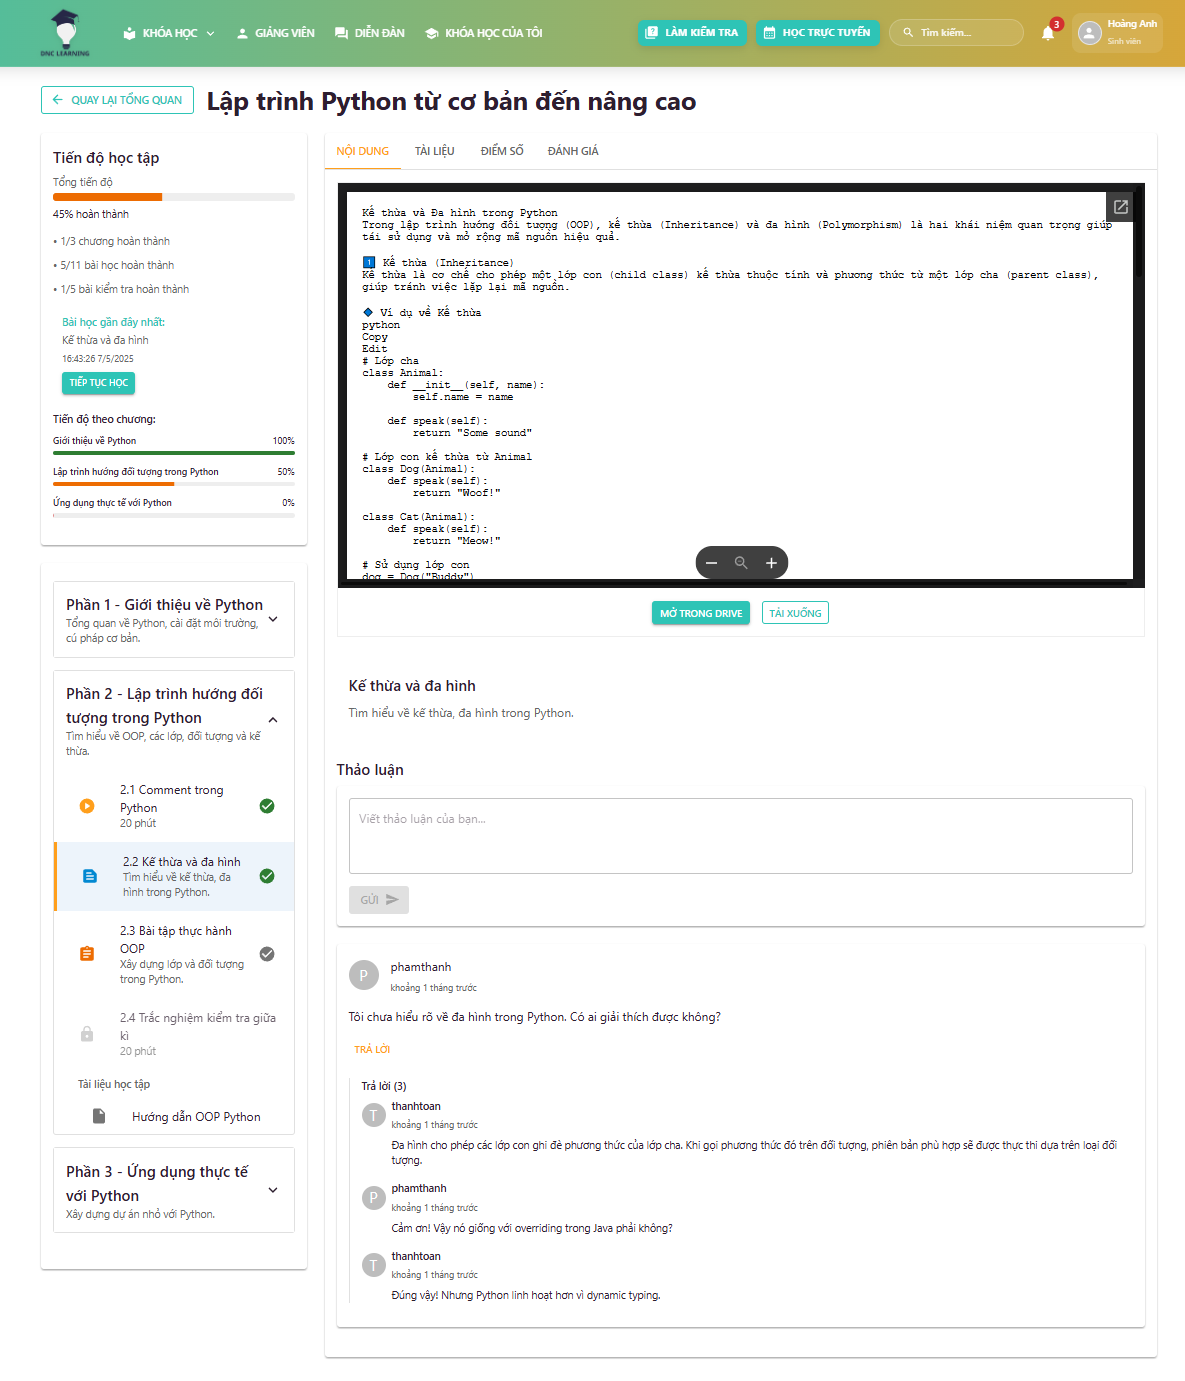 DNC LEARNING
KHÓA HỌC
GIẢNG VIÊN
DIỄN ĐÀN
KHÓA HỌC CỦA TÔI
LÀM KIỂM TRA
HỌC TRỰC TUYẾN
Tìm kiếm...
3
Hoàng Anh
Sinh viên
QUAY LẠI TỔNG QUAN
Lập trình Python từ cơ bản đến nâng cao
Tiến độ học tập
Tổng tiến độ
45% hoàn thành
• 1/3 chương hoàn thành
• 5/11 bài học hoàn thành
• 1/5 bài kiểm tra hoàn thành
Bài học gần đây nhất:
Kế thừa và đa hình
16:43:26 7/5/2025
TIẾP TỤC HỌC
Tiến độ theo chương:
Giới thiệu về Python 100%
Lập trình hướng đối tượng trong Python 50%
Ứng dụng thực tế với Python 0%
Phần 1 - Giới thiệu về Python
Tổng quan về Python, cài đặt môi trường,
cú pháp cơ bản.
Phần 2 - Lập trình hướng đối
tượng trong Python
Tìm hiểu về OOP, các lớp, đối tượng và kế
thừa.
2.1 Comment trong
Python
20 phút
2.2 Kế thừa và đa hình
Tìm hiểu về kế thừa, đa
hình trong Python.
2.3 Bài tập thực hành
OOP
Xây dựng lớp và đối tượng
trong Python.
2.4 Trắc nghiệm kiểm tra giữa
kì
20 phút
Tài liệu học tập
Hướng dẫn OOP Python
Phần 3 - Ứng dụng thực tế
với Python
Xây dựng dự án nhỏ với Python.
NỘI DUNG
TÀI LIỆU
ĐIỂM SỐ
ĐÁNH GIÁ
Kế thừa và Đa hình trong Python
Trong lập trình hướng đối tượng (OOP), kế thừa (Inheritance) và đa hình (Polymorphism) là hai khái niệm quan trọng giúp
tái sử dụng và mở rộng mã nguồn hiệu quả.
1 Kế thừa (Inheritance)
Kế thừa là cơ chế cho phép một lớp con (child class) kế thừa thuộc tính và phương thức từ một lớp cha (parent class),
giúp tránh việc lặp lại mã nguồn.
🔹 Ví dụ về Kế thừa
python
Copy
Edit
# Lớp cha
class Animal:
    def __init__(self, name):
        self.name = name
    def speak(self):
        return "Some sound"
# Lớp con kế thừa từ Animal
class Dog(Animal):
    def speak(self):
        return "Woof!"
class Cat(Animal):
    def speak(self):
        return "Meow!"
# Sử dụng lớp con
dog = Dog("Buddy")
MỞ TRONG DRIVE
TẢI XUỐNG
Kế thừa và đa hình
Tìm hiểu về kế thừa, đa hình trong Python.
Thảo luận
Viết thảo luận của bạn...
GỬI
P
phamthanh
khoảng 1 tháng trước
Tôi chưa hiểu rõ về đa hình trong Python. Có ai giải thích được không?
TRẢ LỜI
Trả lời (3)
T
thanhtoan
khoảng 1 tháng trước
Đa hình cho phép các lớp con ghi đè phương thức của lớp cha. Khi gọi phương thức đó trên đối tượng, phiên bản phù hợp sẽ được thực thi dựa trên loại đối
tượng.
P
phamthanh
khoảng 1 tháng trước
Cảm ơn! Vậy nó giống với overriding trong Java phải không?
T
thanhtoan
khoảng 1 tháng trước
Đúng vậy! Nhưng Python linh hoạt hơn vì dynamic typing.